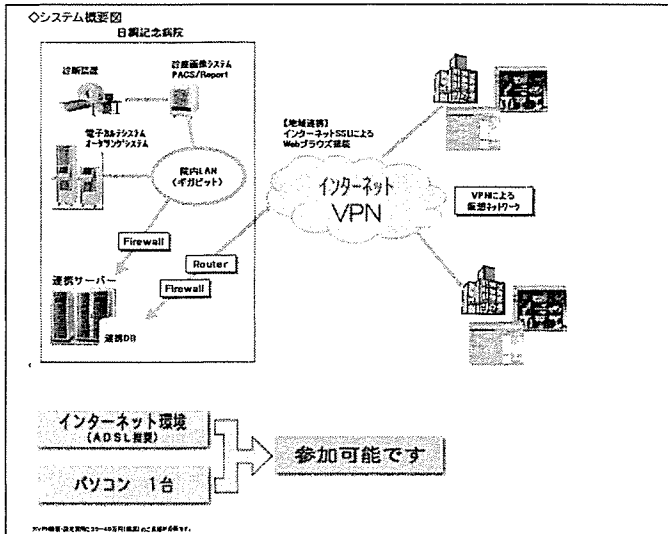 ◇システム概要図
日鋼記念病院
診断装置
診療画像システム
PACS/Report
電子カルテシステム
オーダリングシステム
院内LAN
(ギガビット)
【地域連携】
インターネットSSLによる
Webブラウズ接続
インターネット
VPN
VPNによる
仮想ネットワーク
Firewall
Router
Firewall
連携サーバー
連携DB
インターネット環境
(ADSL推奨)
パソコン 1台
参加可能です